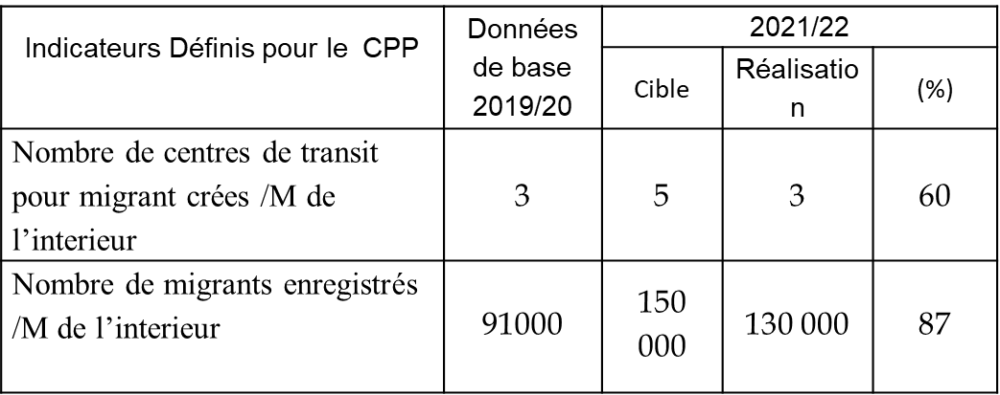 Indicateurs Définis pour le CPP
Données
de base
2019/20
2021/22
Cible
Réalisatio
n
(%)
Nombre de centres de transit
pour migrant crées /M de
l’interieur
3
5
3
60
Nombre de migrants enregistrés
/M de l’interieur
91000
150
000
130 000
87